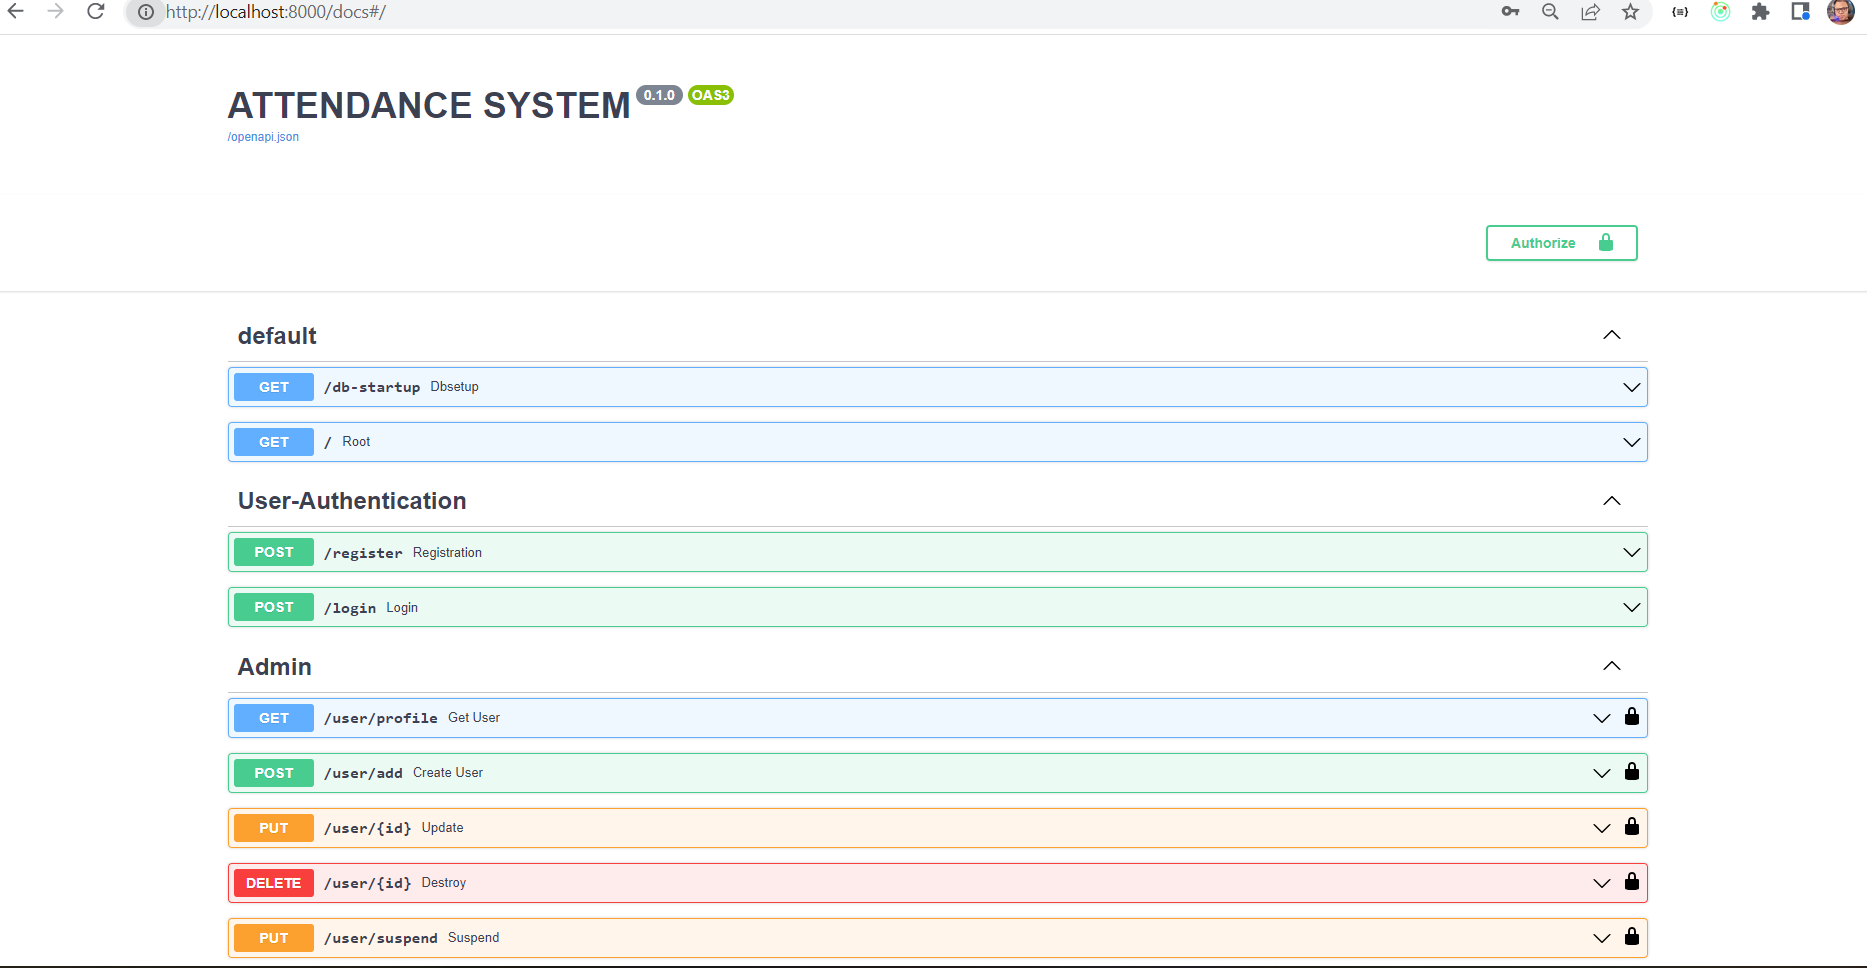 http://localhost:8000/docs#/
ATTENDANCE SYSTEM 0.1.0 OAS3
/openapi.json
Authorize
default
GET /db-startup Dbsetup
GET / Root
User-Authentication
POST /register Registration
POST /login Login
Admin
GET /user/profile Get User
POST /user/add Create User
PUT /user/{id} Update
DELETE /user/{id} Destroy
PUT /user/suspend Suspend